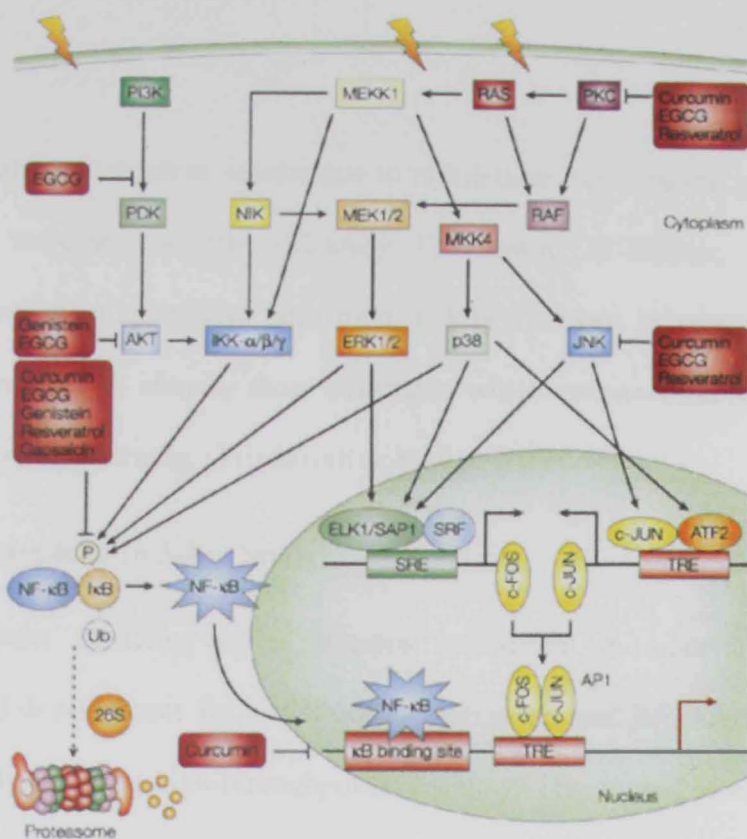 PI3K
MEKK1
RAS
PKC
Curcumin
EGCG
Resveratrol
EGCG
PDK
NIK
MEK1/2
RAF
MKK4
Cytoplasm
Genistein
EGCG
AKT
IKK-α/β/γ
ERK1/2
p38
JNK
Curcumin
EGCG
Resveratrol
Curcumin
EGCG
Genistein
Resveratrol
Capsaicin
P
NF-κB
IκB
NF-κB
Ub
26S
Proteasome
ELK1/SAP1
SRF
SRE
c-FOS
c-JUN
c-JUN
ATF2
TRE
c-FOS
c-JUN
AP1
NF-κB
Curcumin
κB binding site
TRE
Nucleus